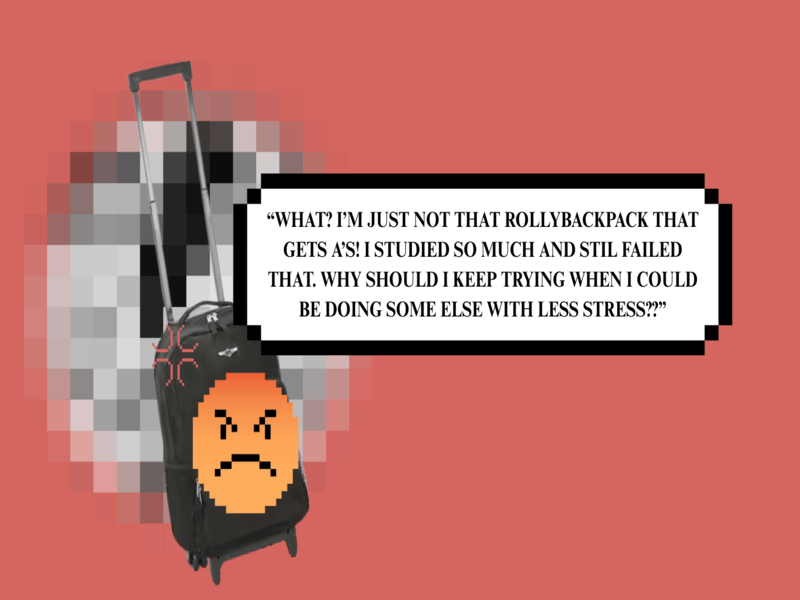 “WHAT? I’M JUST NOT THAT ROLLYBACKPACK THAT
GETS A’S! I STUDIED SO MUCH AND STIL FAILED
THAT. WHY SHOULD I KEEP TRYING WHEN I COULD
BE DOING SOME ELSE WITH LESS STRESS??”